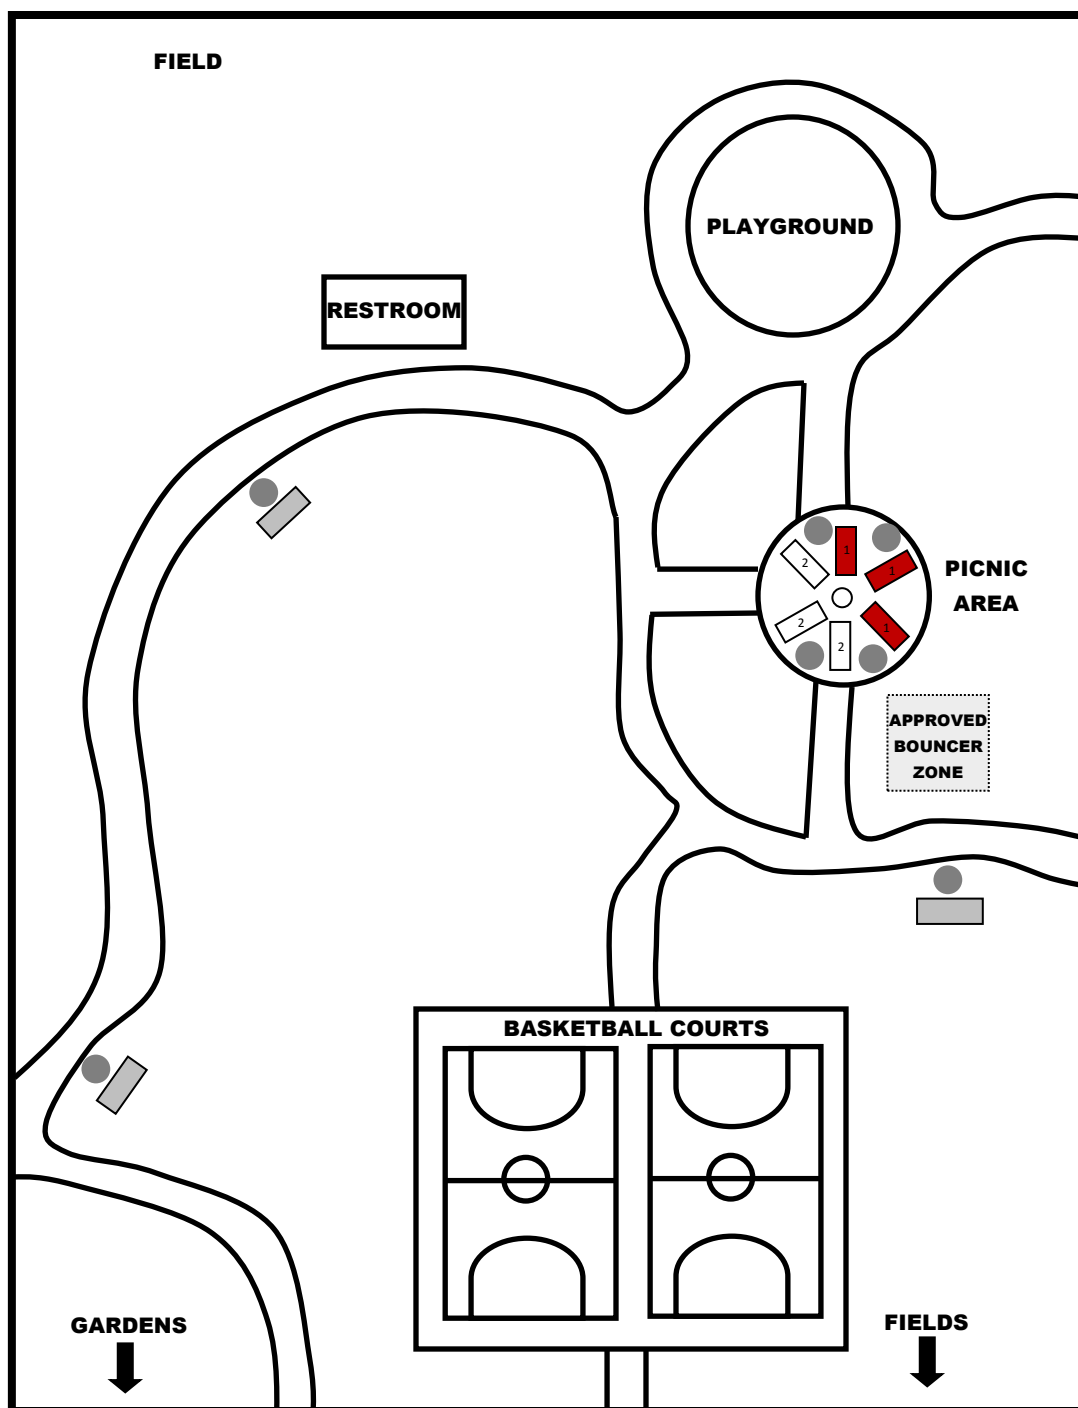 FIELD
PLAYGROUND
RESTROOM
1
2
1
PICNIC
AREA
2
1
2
APPROVED
BOUNCER
ZONE
BASKETBALL COURTS
GARDENS
FIELDS